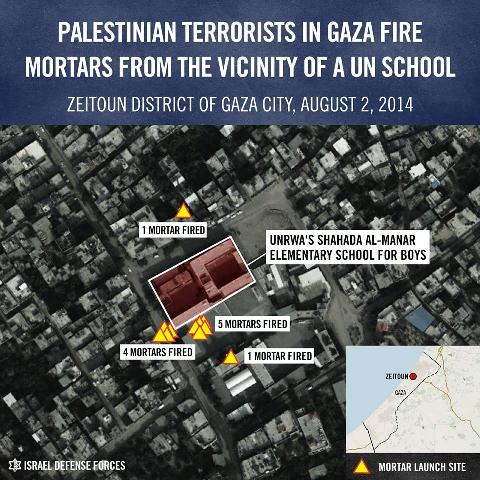 PALESTINIAN TERRORISTS IN GAZA FIRE
MORTARS FROM THE VICINITY OF A UN SCHOOL
ZEITOUN DISTRICT OF GAZA CITY, AUGUST 2, 2014
1 MORTAR FIRED
UNRWA'S SHAHADA AL-MANAR
ELEMENTARY SCHOOL FOR BOYS
5 MORTARS FIRED
4 MORTARS FIRED
1 MORTAR FIRED
ZEITOUN
GAZA
ISRAEL DEFENSE FORCES
MORTAR LAUNCH SITE